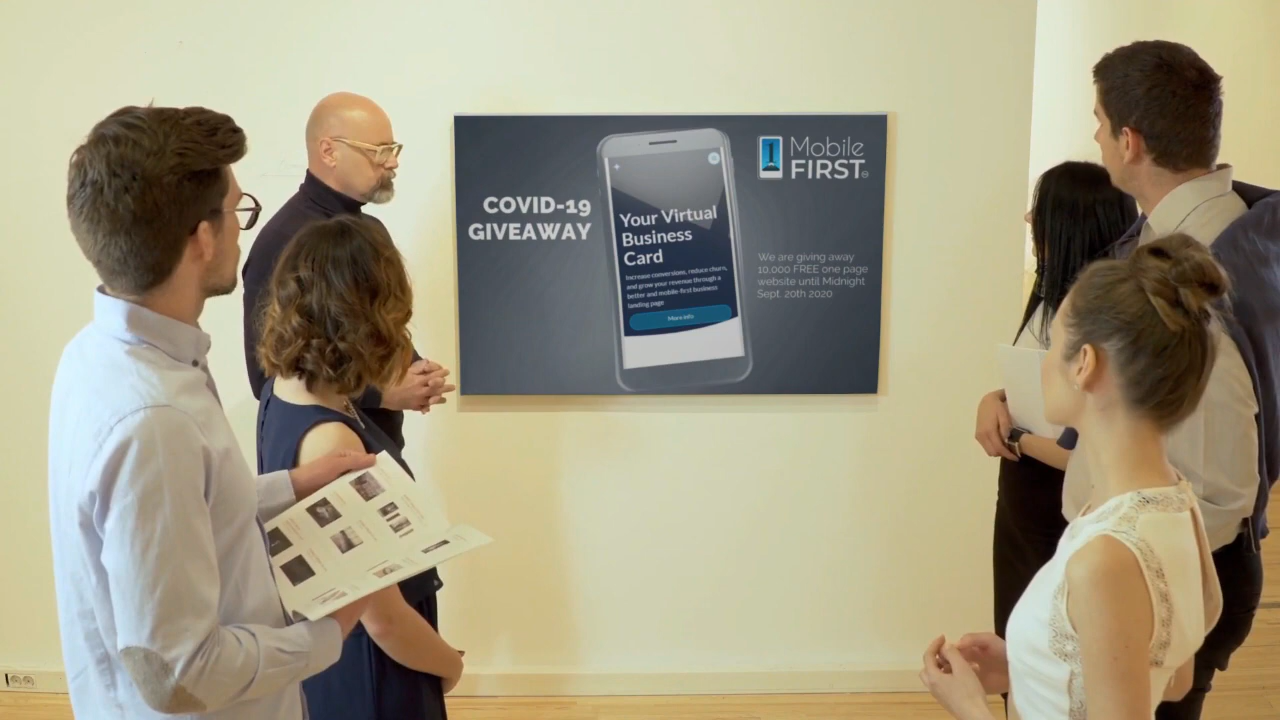 COVID-19
GIVEAWAY
Your Virtual
Business
Card
Increase conversions, reduce churn,
and grow your revenue through a
better and mobile-first business
landing page
More info
1
Mobile
FIRST
We are giving away
10,000 FREE one page
website until Midnight
Sept. 20th 2020